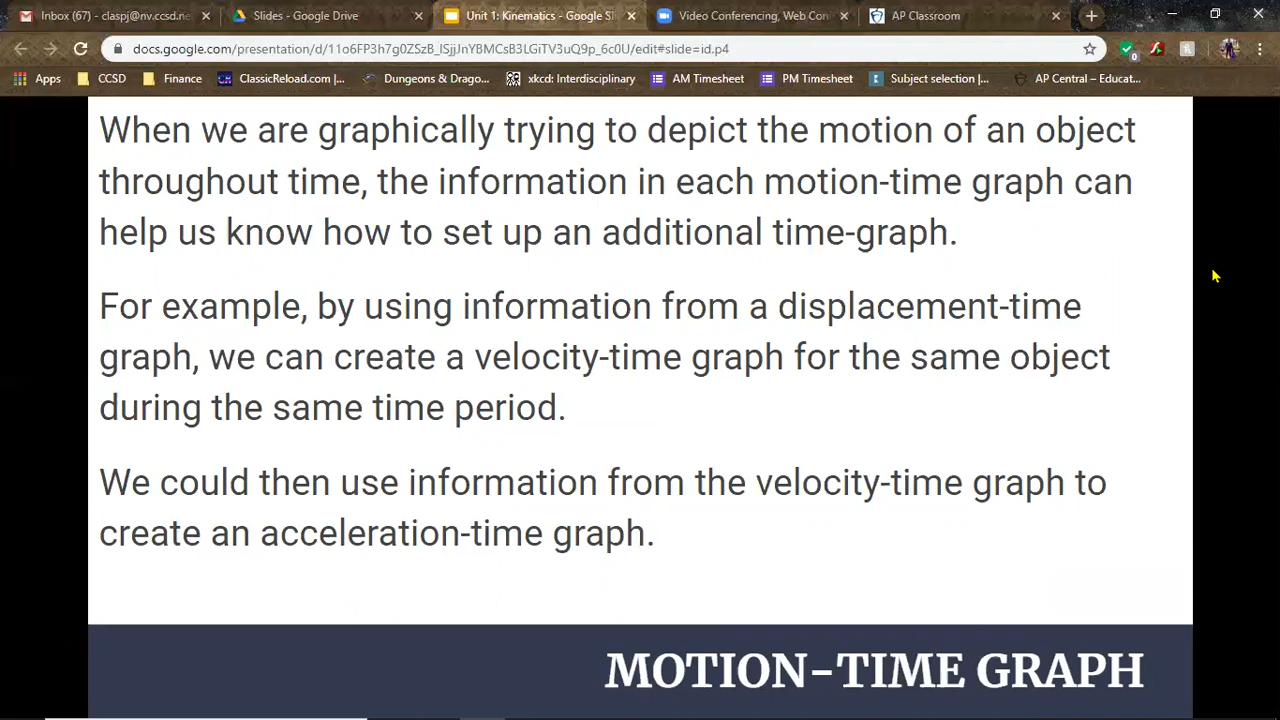 Inbox (67) - claspj@nv.ccsd.ne
Slides - Google Drive
Unit 1: Kinematics - Google Sl
Video Conferencing, Web Con
AP Classroom
docs.google.com/presentation/d/11o6FP3h7g0ZSzB_lSjjJnYBMCsB3LGiTV3uQ9p_6c0U/edit#slide=id.p4
Apps
CCSD
Finance
ClassicReload.com |...
Dungeons & Drago...
xkcd: Interdisciplinary
AM Timesheet
PM Timesheet
Subject selection |...
AP Central – Educat...
When we are graphically trying to depict the motion of an object
throughout time, the information in each motion-time graph can
help us know how to set up an additional time-graph.
For example, by using information from a displacement-time
graph, we can create a velocity-time graph for the same object
during the same time period.
We could then use information from the velocity-time graph to
create an acceleration-time graph.
MOTION-TIME GRAPH